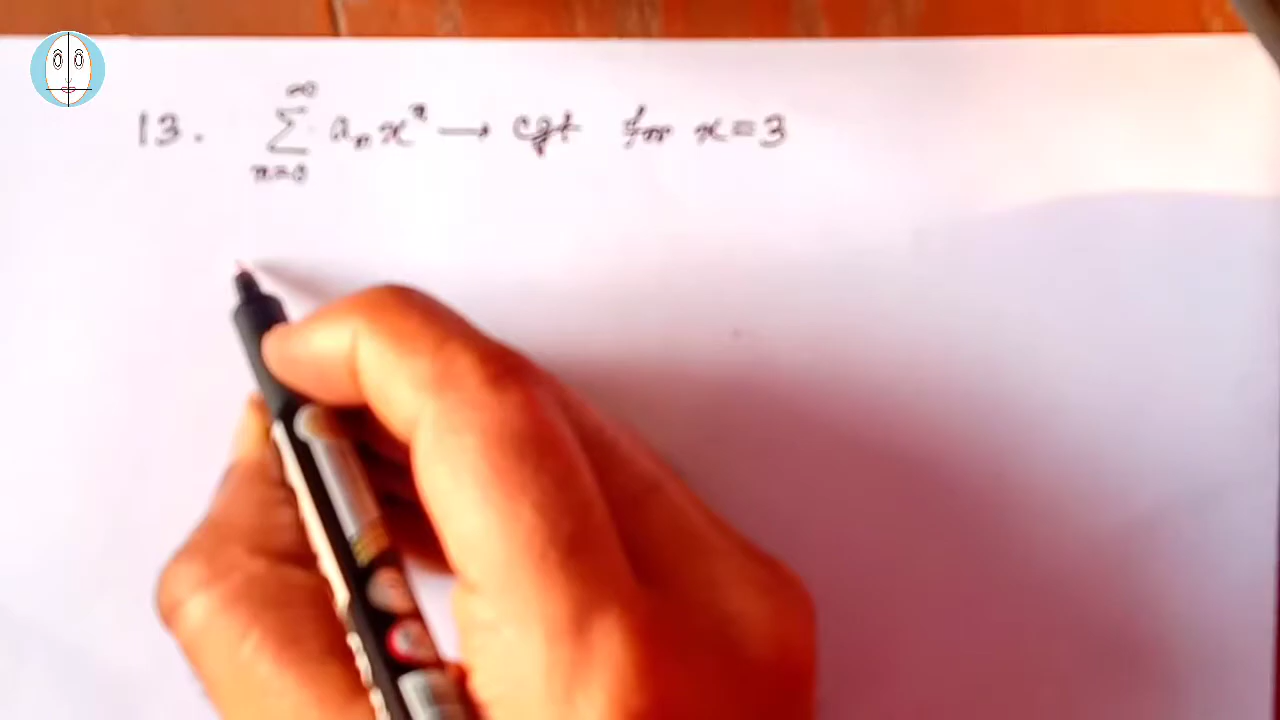 13. ∞∑n=0 aₙxⁿ → cgt for x=3